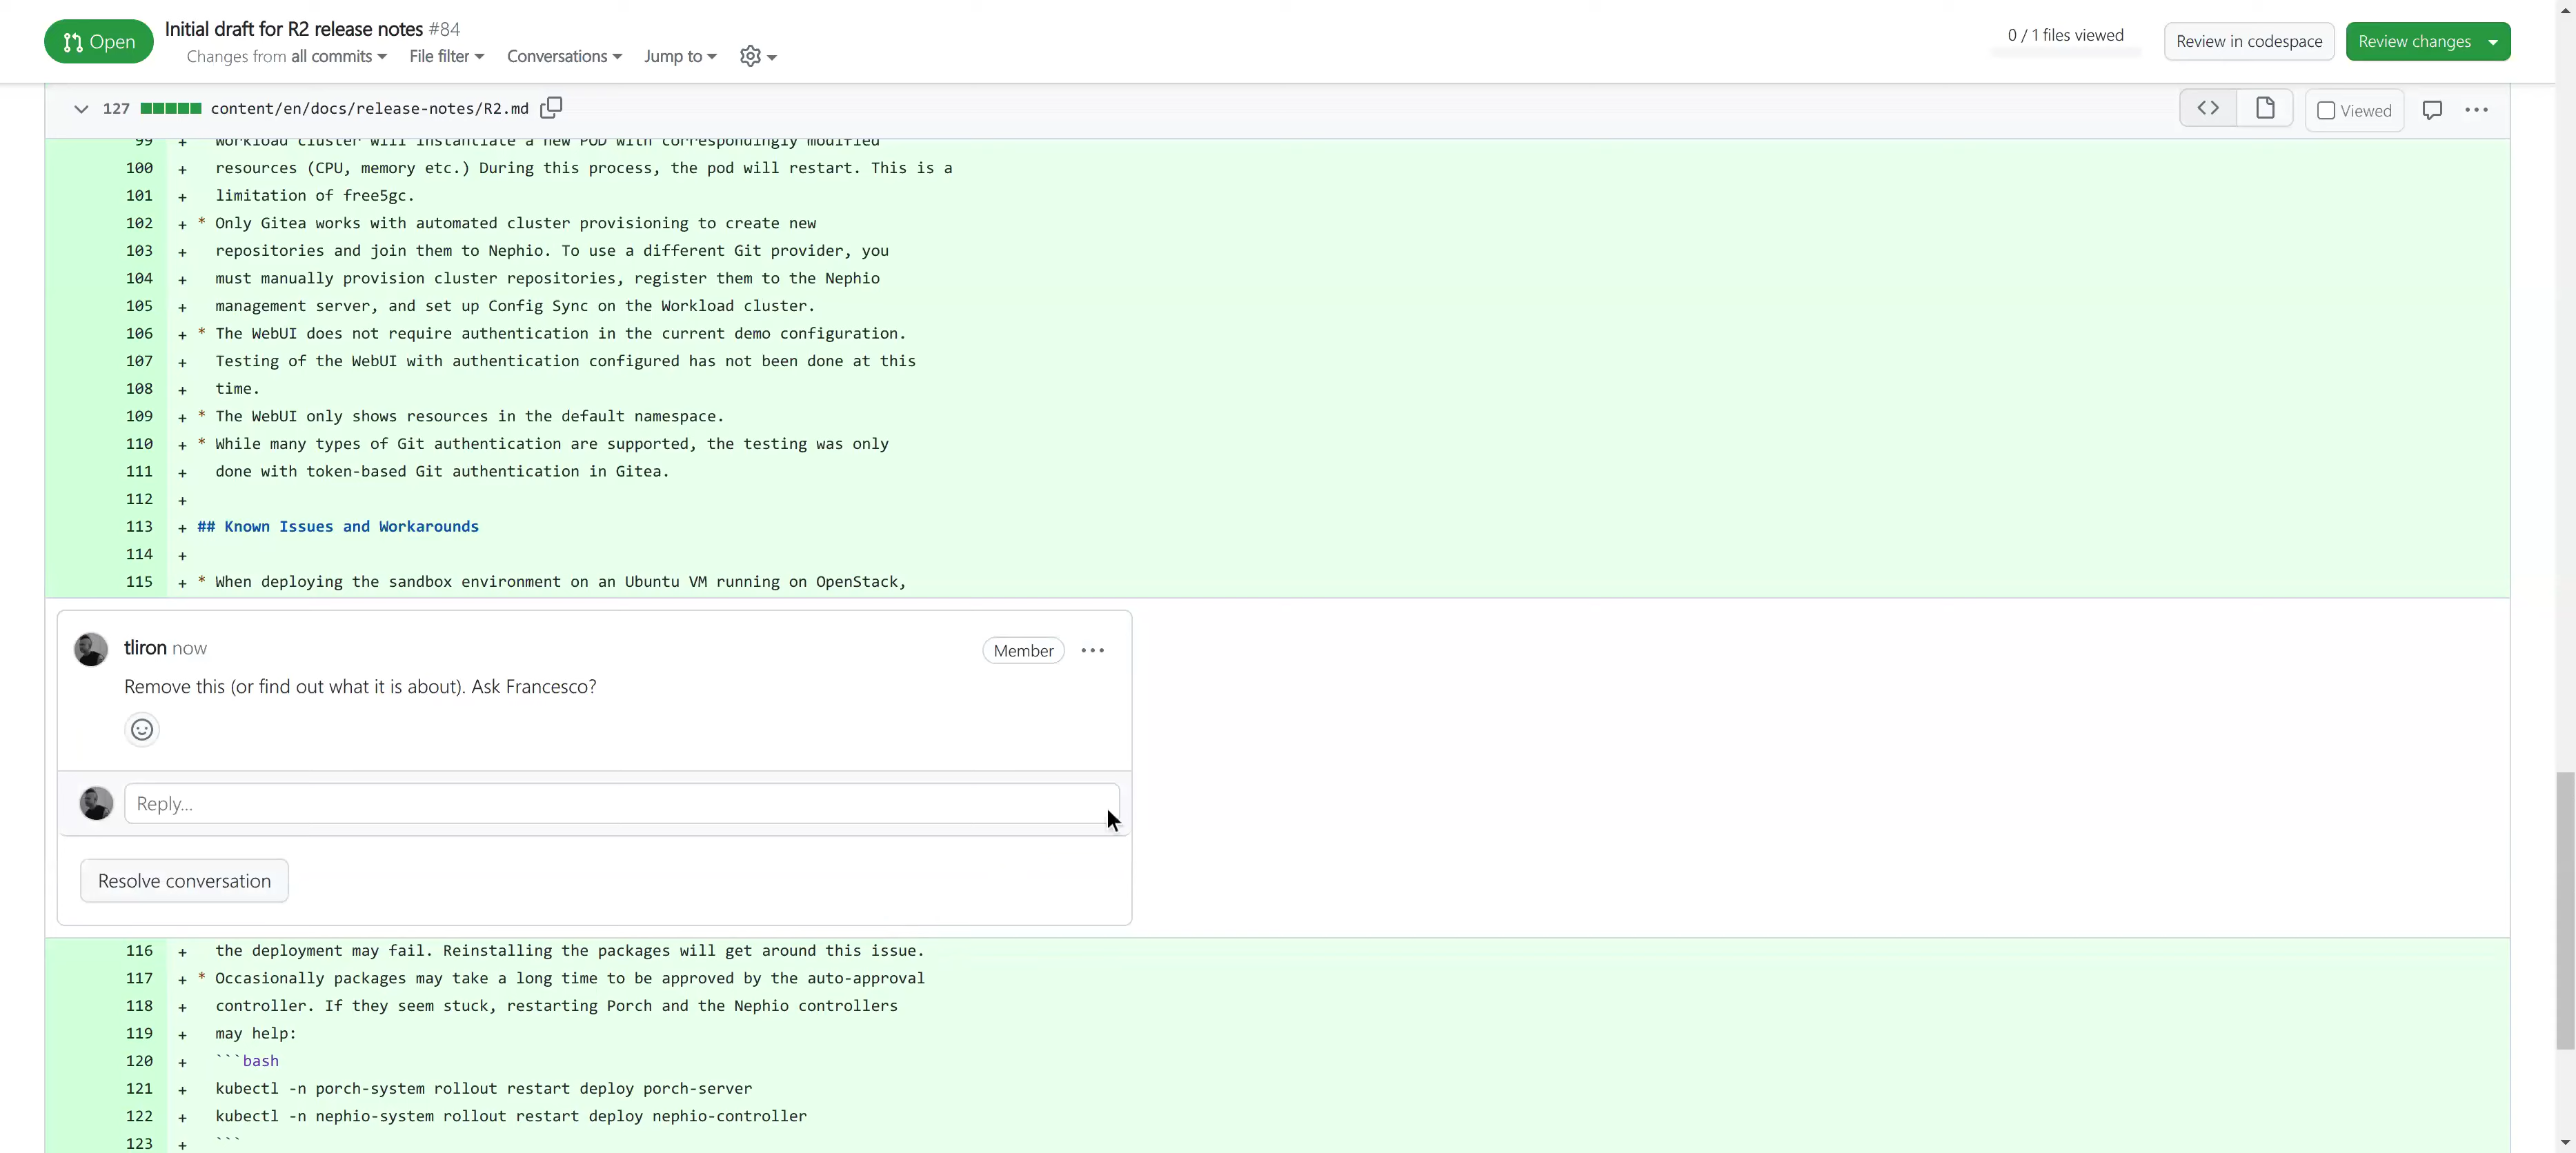 Open
Initial draft for R2 release notes #84
Changes from all commits
File filter
Conversations
Jump to
0 / 1 files viewed
Review in codespace
Review changes
127 content/en/docs/release-notes/R2.md
Viewed
99 + Workload cluster will instantiate a new POD with correspondingly modified
100 + resources (CPU, memory etc.) During this process, the pod will restart. This is a
101 + limitation of free5gc.
102 + * Only Gitea works with automated cluster provisioning to create new
103 + repositories and join them to Nephio. To use a different Git provider, you
104 + must manually provision cluster repositories, register them to the Nephio
105 + management server, and set up Config Sync on the Workload cluster.
106 + * The WebUI does not require authentication in the current demo configuration.
107 + Testing of the WebUI with authentication configured has not been done at this
108 + time.
109 + * The WebUI only shows resources in the default namespace.
110 + * While many types of Git authentication are supported, the testing was only
111 + done with token-based Git authentication in Gitea.
112 +
113 + ## Known Issues and Workarounds
114 +
115 + * When deploying the sandbox environment on an Ubuntu VM running on OpenStack,
tliron now
Member
Remove this (or find out what it is about). Ask Francesco?
Reply...
Resolve conversation
116 + the deployment may fail. Reinstalling the packages will get around this issue.
117 + * Occasionally packages may take a long time to be approved by the auto-approval
118 + controller. If they seem stuck, restarting Porch and the Nephio controllers
119 + may help:
120 + ```bash
121 + kubectl -n porch-system rollout restart deploy porch-server
122 + kubectl -n nephio-system rollout restart deploy nephio-controller
123 + ```